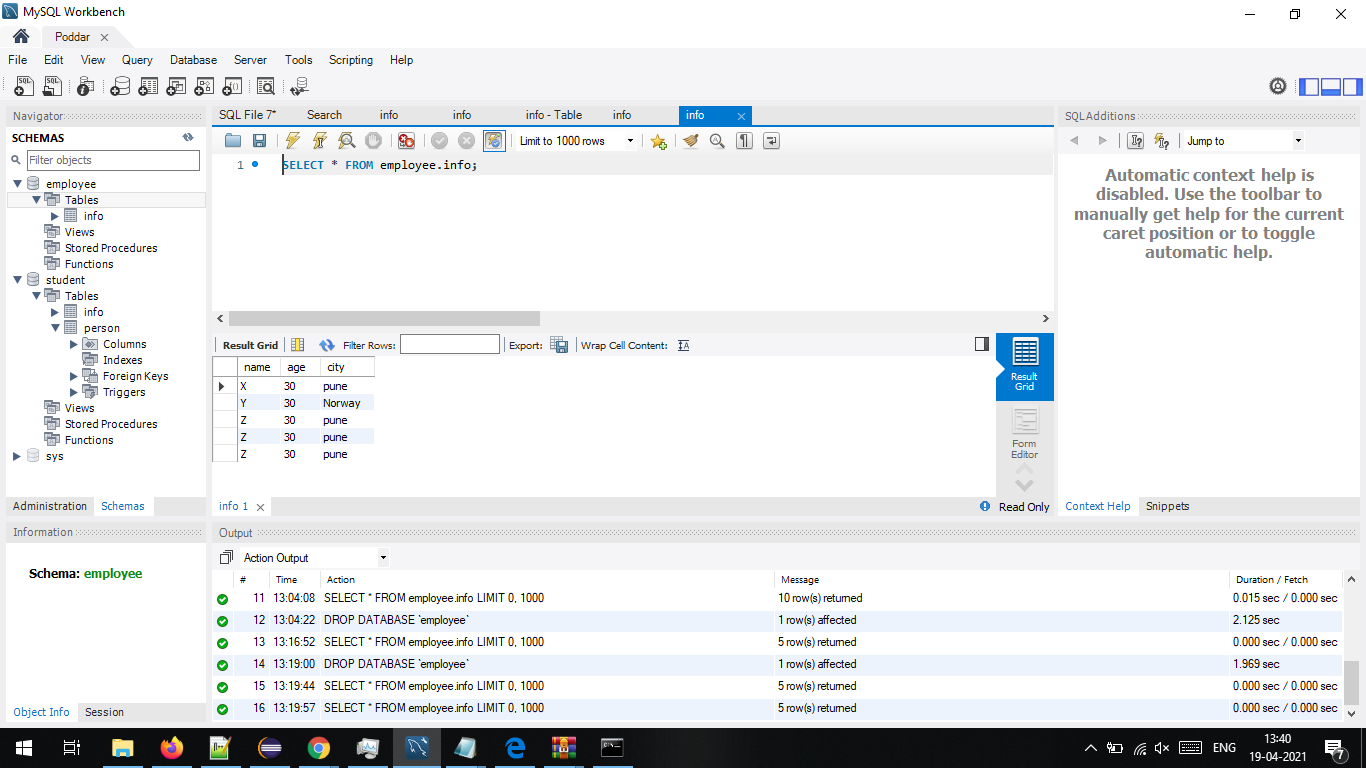 MySQL Workbench
Poddar
File Edit View Query Database Server Tools Scripting Help
Navigator
SCHEMAS
Filter objects
employee
Tables
info
Views
Stored Procedures
Functions
student
Tables
info
person
Columns
Indexes
Foreign Keys
Triggers
Views
Stored Procedures
Functions
sys
Administration Schemas
Information
Schema: employee
Object Info Session
SQL File 7* Search info info info - Table info info
Limit to 1000 rows
1 SELECT * FROM employee.info;
Result Grid Filter Rows: Export: Wrap Cell Content:
name age city
X 30 pune
Y 30 Norway
Z 30 pune
Z 30 pune
Z 30 pune
Result
Grid
Form
Editor
info 1 Read Only
SQLAdditions
Jump to
Automatic context help is
disabled. Use the toolbar to
manually get help for the current
caret position or to toggle
automatic help.
Context Help Snippets
Output
Action Output
# Time Action Message Duration / Fetch
11 13:04:08 SELECT * FROM employee.info LIMIT 0, 1000 10 row(s) returned 0.015 sec / 0.000 sec
12 13:04:22 DROP DATABASE `employee` 1 row(s) affected 2.125 sec
13 13:16:52 SELECT * FROM employee.info LIMIT 0, 1000 5 row(s) returned 0.000 sec / 0.000 sec
14 13:19:00 DROP DATABASE `employee` 1 row(s) affected 1.969 sec
15 13:19:44 SELECT * FROM employee.info LIMIT 0, 1000 5 row(s) returned 0.000 sec / 0.000 sec
16 13:19:57 SELECT * FROM employee.info LIMIT 0, 1000 5 row(s) returned 0.000 sec / 0.000 sec
ENG
13:40
19-04-2021
7